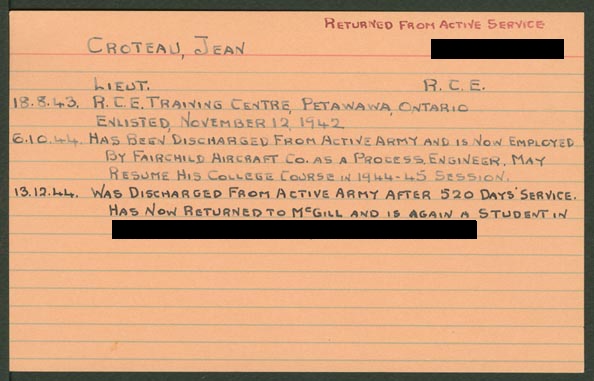 RETURNED FROM ACTIVE SERVICE
CROTEAU, JEAN
LIEUT. R.C.E.
18.8.43. R.C.E. TRAINING CENTRE, PETAWAWA, ONTARIO
ENLISTED, NOVEMBER 12, 1942
6.10.44. HAS BEEN DISCHARGED FROM ACTIVE ARMY AND IS NOW EMPLOYED
BY FAIRCHILD AIRCRAFT CO. AS A PROCESS ENGINEER. MAY
RESUME HIS COLLEGE COURSE IN 1944-45 SESSION.
13.12.44. WAS DISCHARGED FROM ACTIVE ARMY AFTER 520 DAYS' SERVICE.
HAS NOW RETURNED TO MCGILL AND IS AGAIN A STUDENT IN